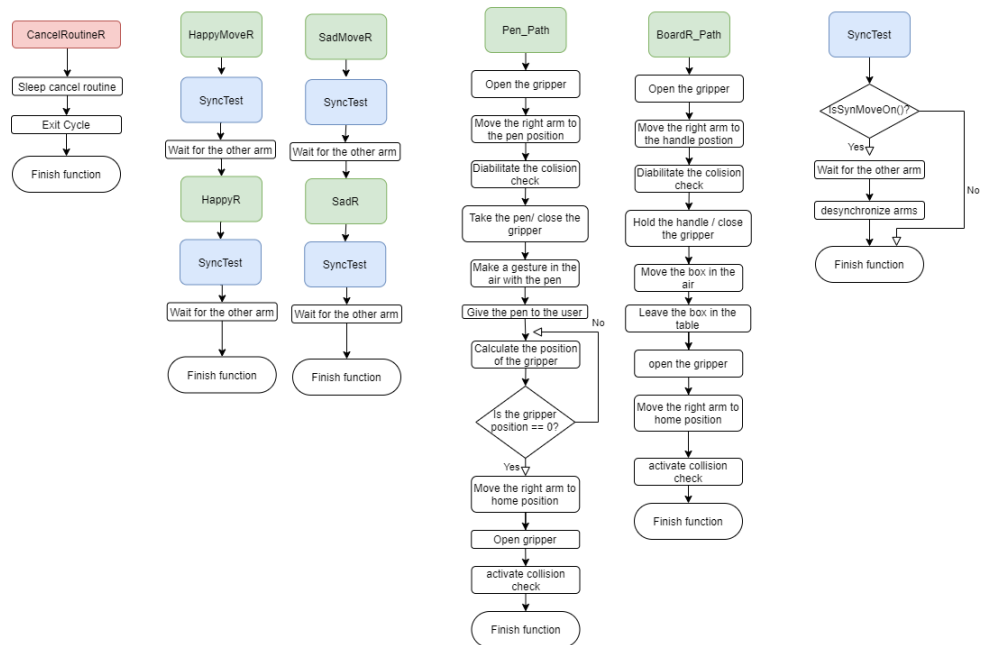 CancelRoutineR
Sleep cancel routine
Exit Cycle
Finish function
HappyMoveR
SyncTest
Wait for the other arm
HappyR
SyncTest
Wait for the other arm
Finish function
SadMoveR
SyncTest
Wait for the other arm
SadR
SyncTest
Wait for the other arm
Finish function
Pen_Path
Open the gripper
Move the right arm to
the pen position
Diabilitate the colision
check
Take the pen/ close the
gripper
Make a gesture in the
air with the pen
Give the pen to the user
No
Calculate the position
of the gripper
Is the gripper
position == 0?
Yes
Move the right arm to
home position
Open gripper
activate collision
check
Finish function
BoardR_Path
Open the gripper
Move the right arm to
the handle postion
Diabilitate the colision
check
Hold the handle / close
the gripper
Move the box in the
air
Leave the box in the
table
open the gripper
Move the right arm to
home position
activate collision
check
Finish function
SyncTest
IsSynMoveOn()?
Yes
No
Wait for the other arm
desynchronize arms
Finish function